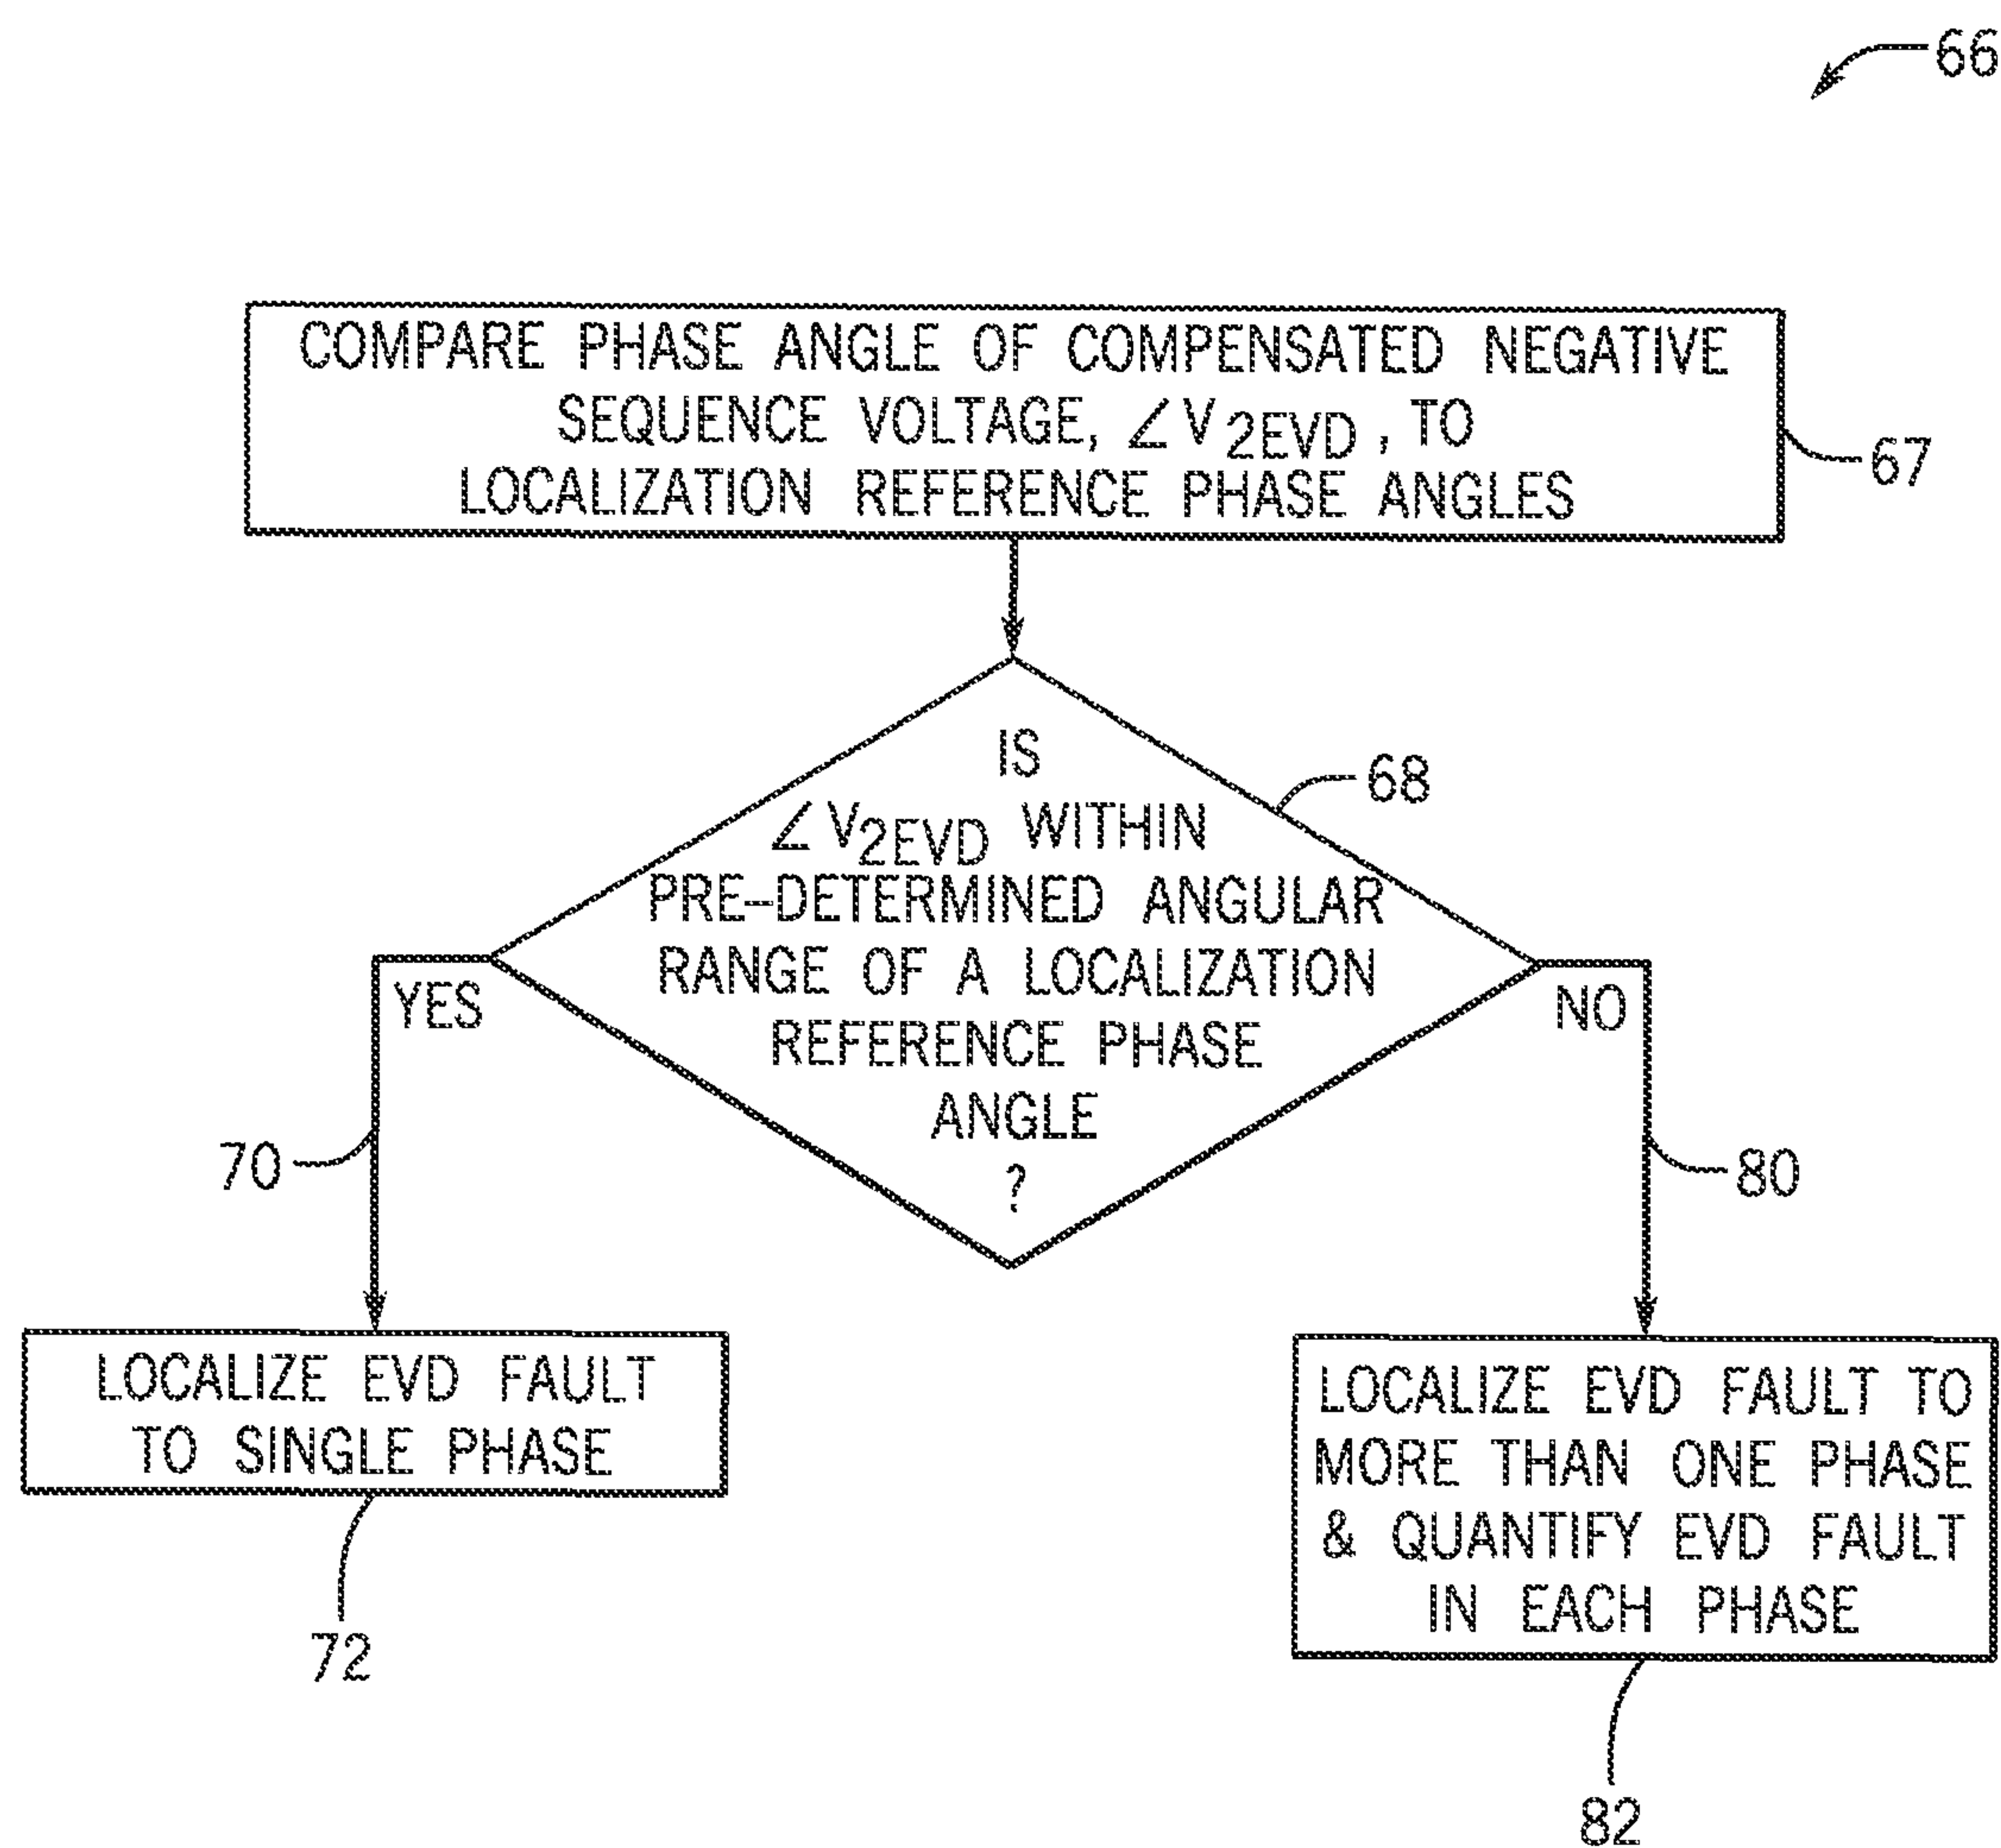 66
COMPARE PHASE ANGLE OF COMPENSATED NEGATIVE
SEQUENCE VOLTAGE, ∠V2EVD, TO
LOCALIZATION REFERENCE PHASE ANGLES
67
IS
∠V2EVD WITHIN
PRE-DETERMINED ANGULAR
RANGE OF A LOCALIZATION
REFERENCE PHASE
ANGLE
?
68
YES
NO
70
80
LOCALIZE EVD FAULT
TO SINGLE PHASE
72
LOCALIZE EVD FAULT TO
MORE THAN ONE PHASE
& QUANTIFY EVD FAULT
IN EACH PHASE
82